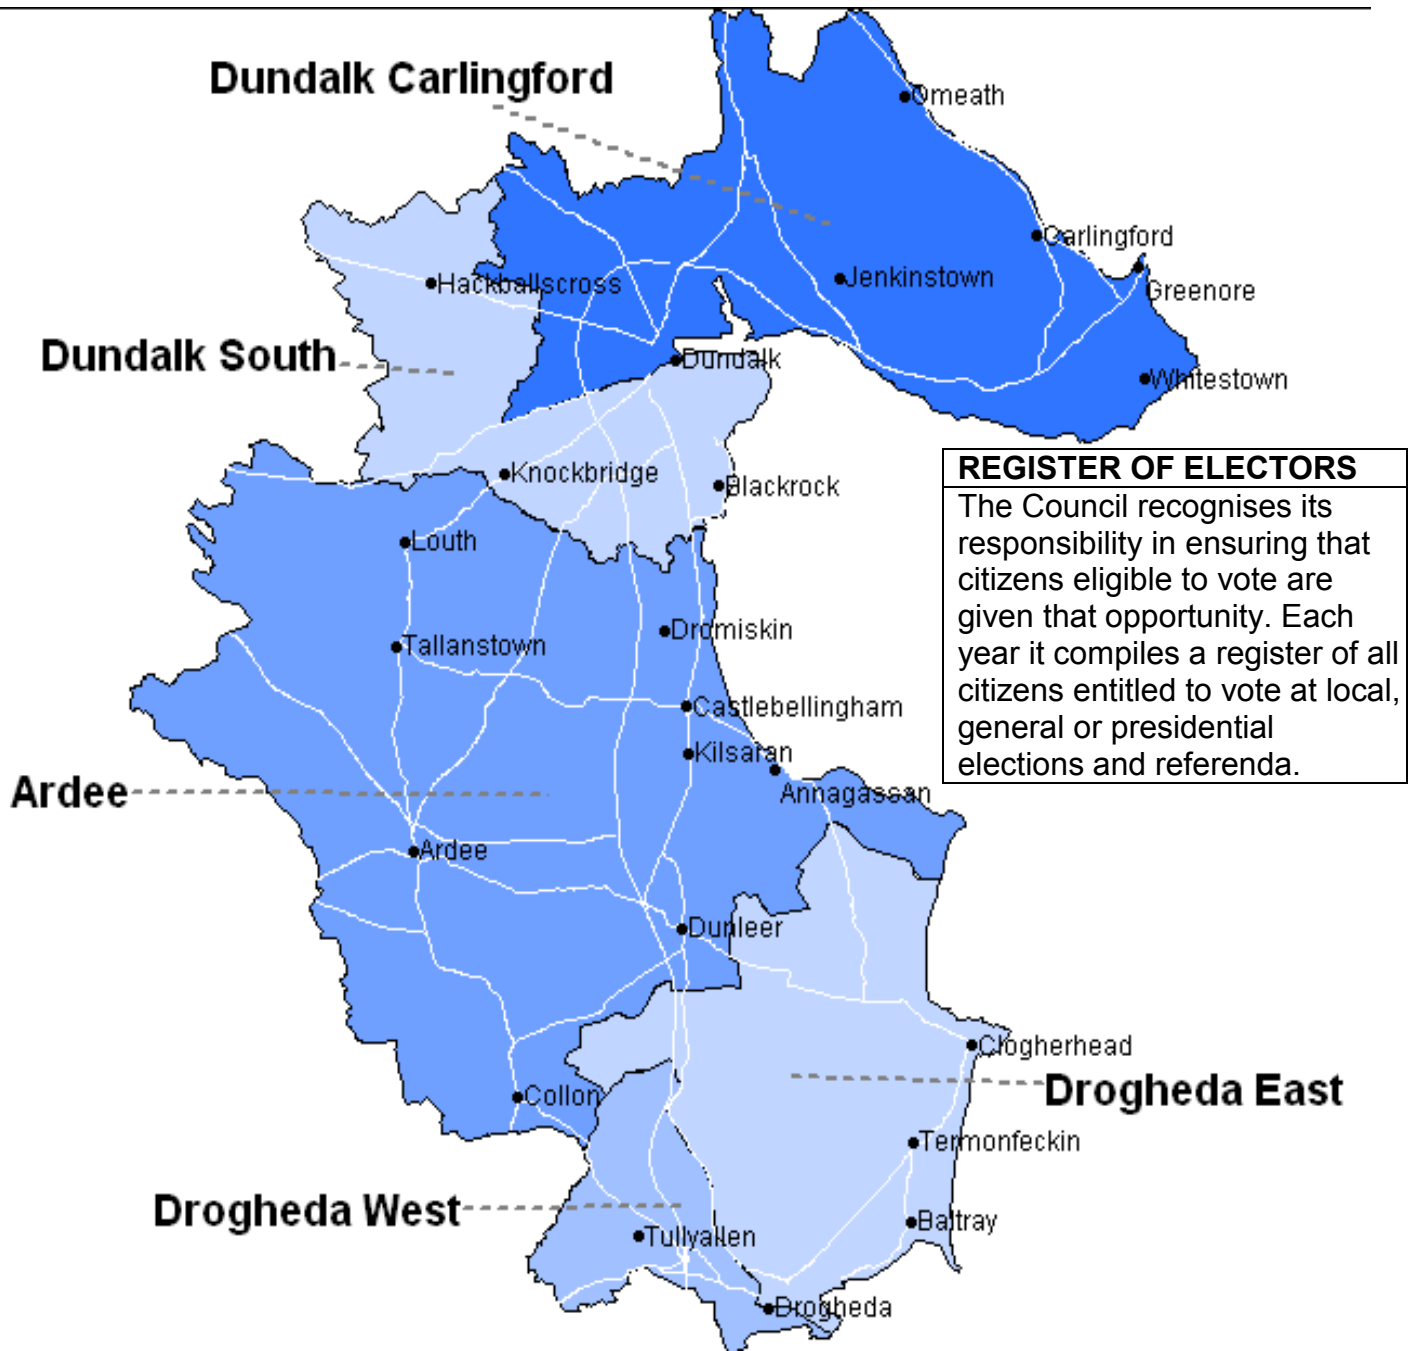 Dundalk Carlingford
Omeath
Carlingford
Hackballscross
Jenkinstown
Greenore
Dundalk South
Dundalk
Whitestown
Knockbridge
Blackrock
REGISTER OF ELECTORS
The Council recognises its
responsibility in ensuring that
citizens eligible to vote are
given that opportunity. Each
year it compiles a register of all
citizens entitled to vote at local,
general or presidential
elections and referenda.
Louth
Dromiskin
Tallanstown
Castlebellingham
Kilsaran
Ardee
Annagassan
Ardee
Dunleer
Clogherhead
Collon
Drogheda East
Termonfeckin
Drogheda West
Baltray
Tullyallen
Drogheda